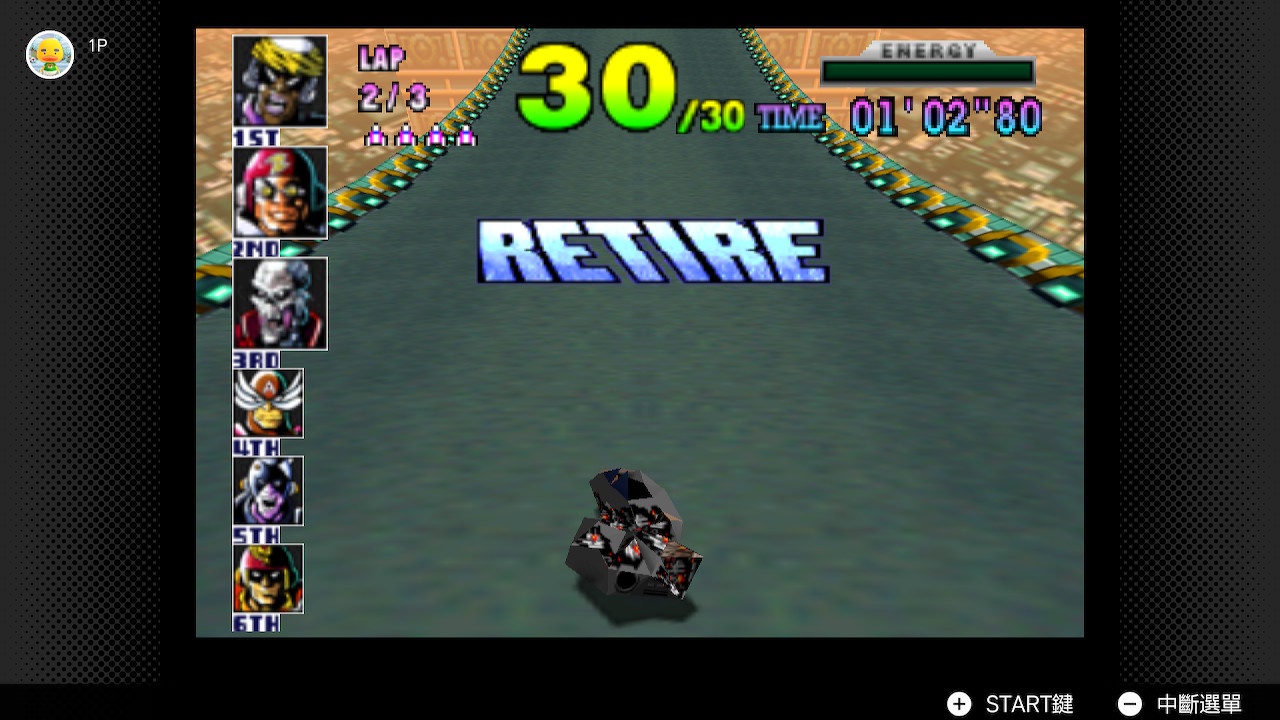 1P
LAP
2/3
30/30
TIME 01'02"80
ENERGY
1ST
2ND
3RD
4TH
5TH
6TH
RETIRE
START鍵
中斷選單